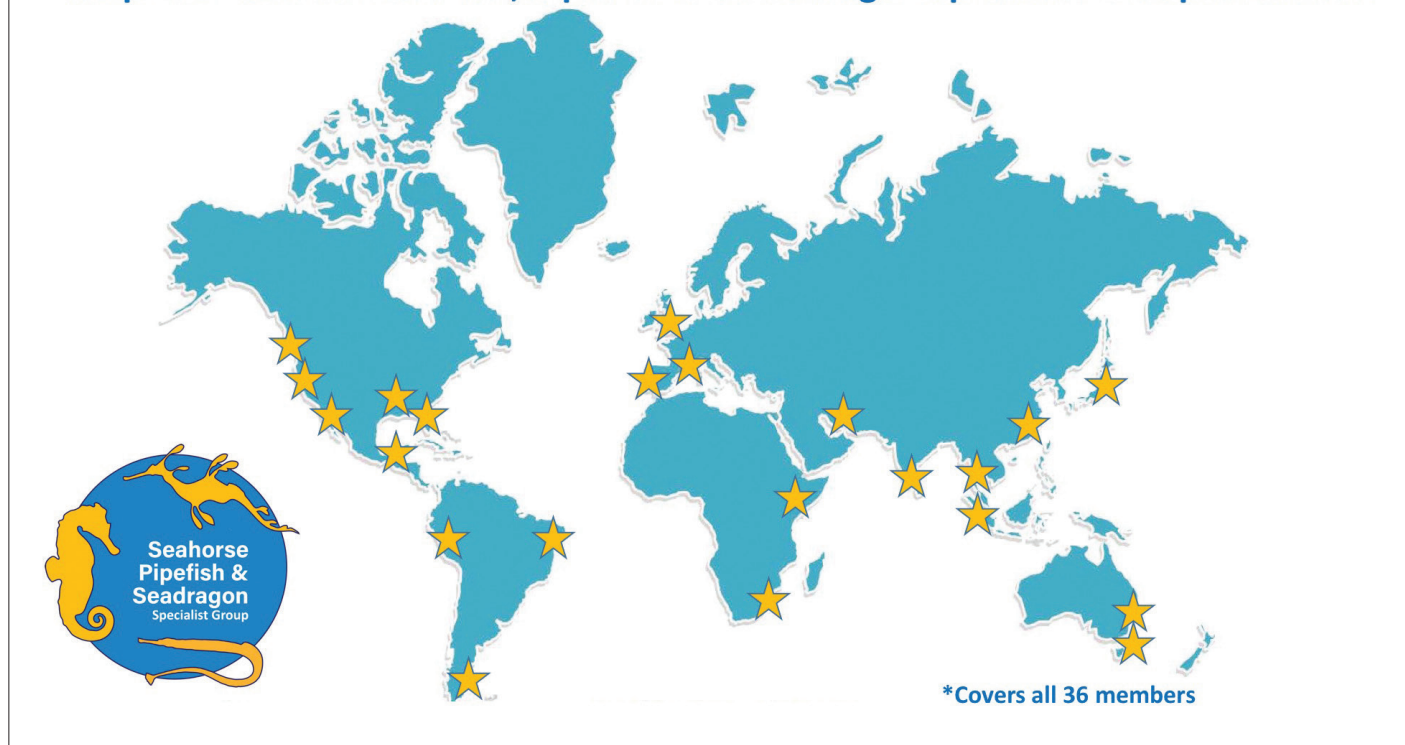 Seahorse
Pipefish &
Seadragon
Specialist Group
*Covers all 36 members